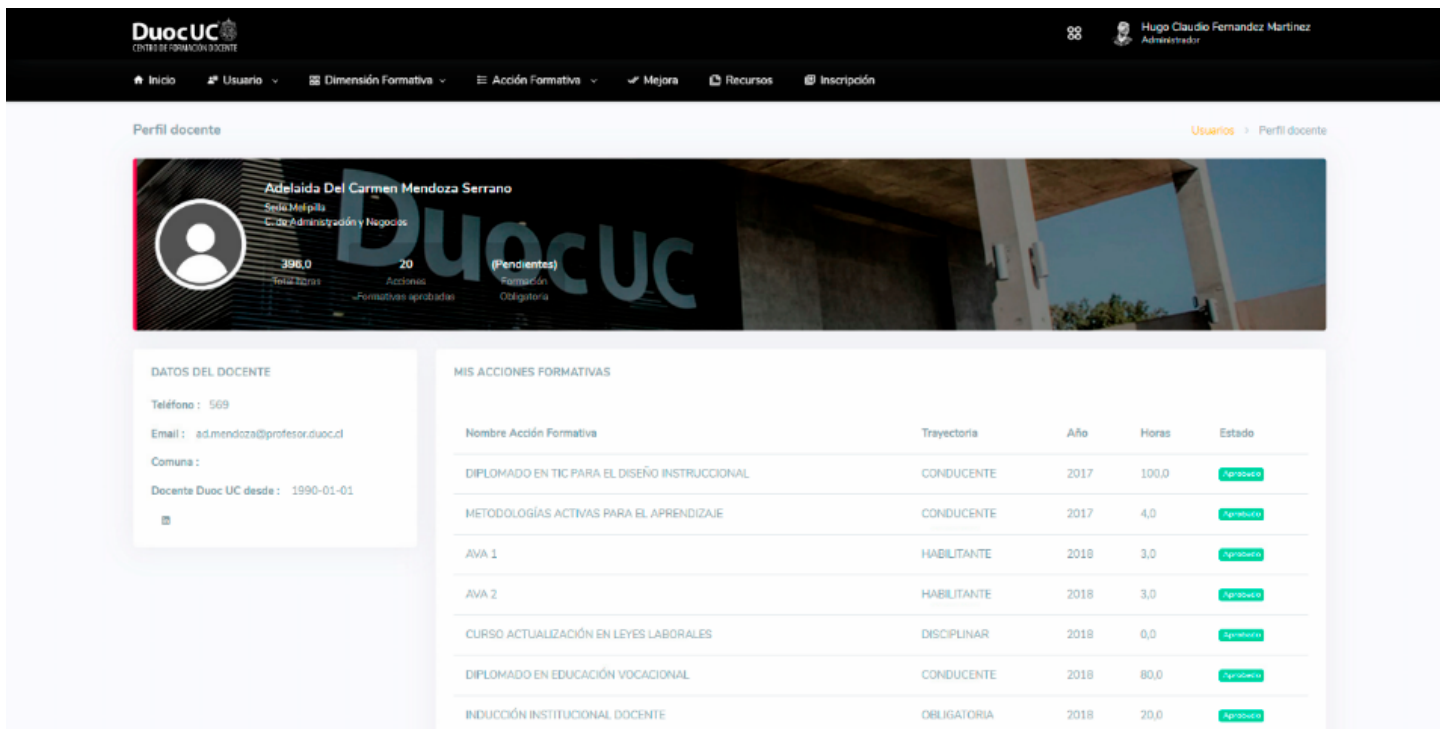 DuocUC
CENTRO DE FORMACIÓN DOCENTE
Hugo Claudio Fernandez Martinez
Administrador
Inicio Usuario Dimensión Formativa Acción Formativa Mejora Recursos Inscripción
Perfil docente
Usuarios > Perfil docente
Adelaida Del Carmen Mendoza Serrano
Sede Melipilla
C. de Administración y Negocios
DuocUC
396,0 20 (Pendientes)
Total horas Acciones Formación
Formativas aprobadas Obligatoria
DATOS DEL DOCENTE
Teléfono : 569
Email : ad.mendoza@profesor.duoc.cl
Comuna :
Docente Duoc UC desde : 1990-01-01
MIS ACCIONES FORMATIVAS
Nombre Acción Formativa Trayectoria Año Horas Estado
DIPLOMADO EN TIC PARA EL DISEÑO INSTRUCCIONAL CONDUCENTE 2017 100,0 Aprobado
METODOLOGÍAS ACTIVAS PARA EL APRENDIZAJE CONDUCENTE 2017 4,0 Aprobado
AVA 1 HABILITANTE 2018 3,0 Aprobado
AVA 2 HABILITANTE 2018 3,0 Aprobado
CURSO ACTUALIZACIÓN EN LEYES LABORALES DISCIPLINAR 2018 0,0 Aprobado
DIPLOMADO EN EDUCACIÓN VOCACIONAL CONDUCENTE 2018 80,0 Aprobado
INDUCCIÓN INSTITUCIONAL DOCENTE OBLIGATORIA 2018 20,0 Aprobado